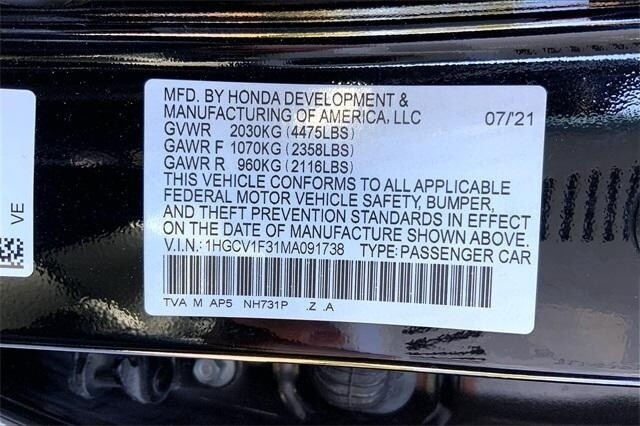 MFD. BY HONDA DEVELOPMENT &
MANUFACTURING OF AMERICA, LLC 07/'21
GVWR 2030KG (4475LBS)
GAWR F 1070KG (2358LBS)
GAWR R 960KG (2116LBS)
THIS VEHICLE CONFORMS TO ALL APPLICABLE
FEDERAL MOTOR VEHICLE SAFETY, BUMPER,
AND THEFT PREVENTION STANDARDS IN EFFECT
ON THE DATE OF MANUFACTURE SHOWN ABOVE.
V.I.N.: 1HGCV1F31MA091738 TYPE:PASSENGER CAR
TVA M AP5 NH731P .Z .A
VE